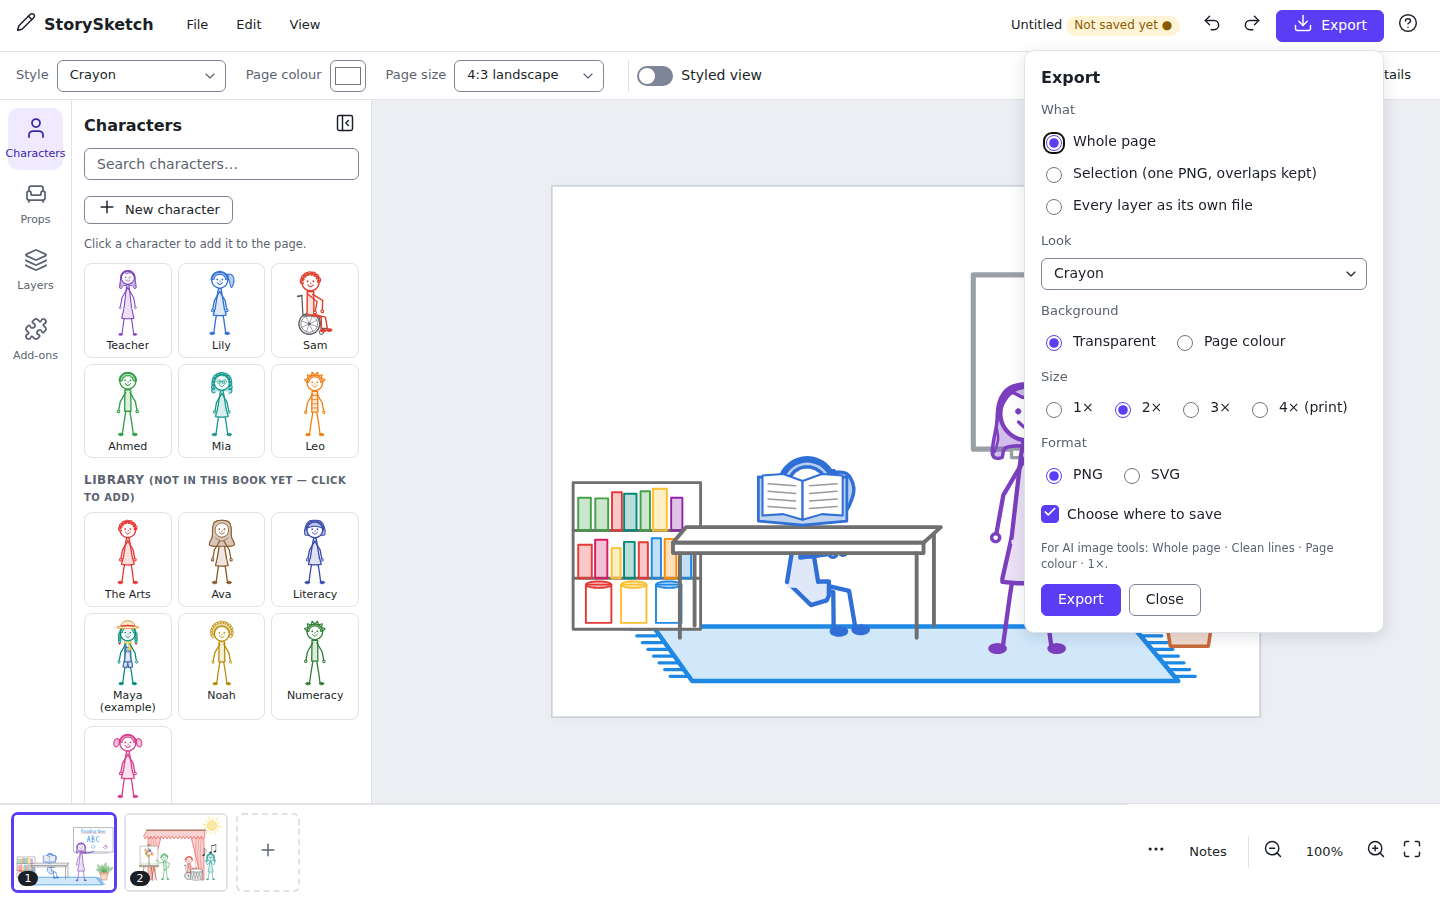 StorySketch
File Edit View
Untitled Not saved yet
Export
Style Crayon Page colour Page size 4:3 landscape Styled view
tails
Characters
Props
Layers
Add-ons
Characters
Search characters…
New character
Click a character to add it to the page.
Teacher Lily Sam
Ahmed Mia Leo
LIBRARY (NOT IN THIS BOOK YET — CLICK
TO ADD)
The Arts Ava Literacy
Maya
(example)
Noah Numeracy
Export
What
Whole page
Selection (one PNG, overlaps kept)
Every layer as its own file
Look
Crayon
Background
Transparent Page colour
Size
1× 2× 3× 4× (print)
Format
PNG SVG
Choose where to save
For AI image tools: Whole page · Clean lines · Page
colour · 1×.
Export Close
ABC
1 2
Notes 100%